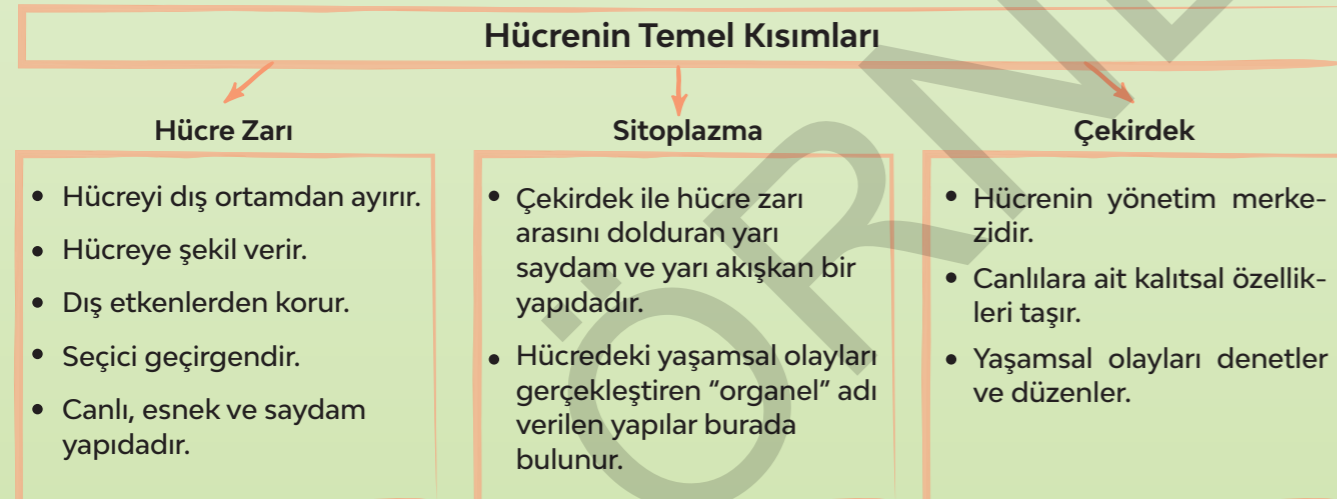 Hücrenin Temel Kısımları
Hücre Zarı
• Hücreyi dış ortamdan ayırır.
• Hücreye şekil verir.
• Dış etkenlerden korur.
• Seçici geçirgendir.
• Canlı, esnek ve saydam
yapıdadır.
Sitoplazma
• Çekirdek ile hücre zarı
arasını dolduran yarı
saydam ve yarı akışkan bir
yapıdadır.
• Hücredeki yaşamsal olayları
gerçekleştiren “organel” adı
verilen yapılar burada
bulunur.
Çekirdek
• Hücrenin yönetim merke-
zidir.
• Canlılara ait kalıtsal özellik-
leri taşır.
• Yaşamsal olayları denetler
ve düzenler.